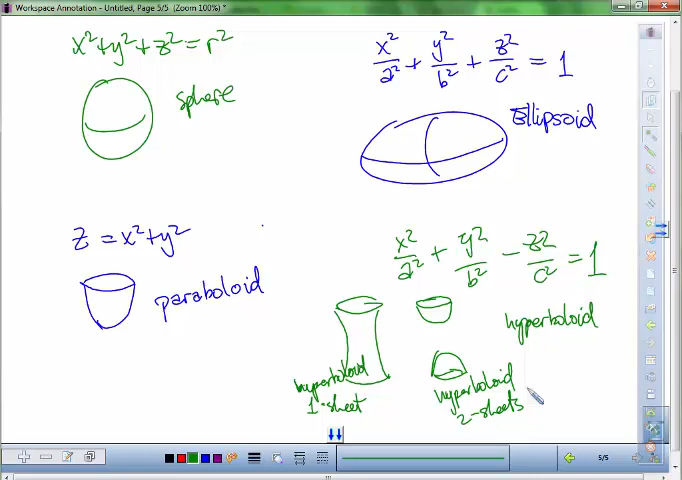 Workspace Annotation - Untitled, Page 5/5 (Zoom 100%) *
x²+y²+z²=r²
sphere
x²/a² + y²/b² + z²/c² = 1
Ellipsoid
z = x²+y²
paraboloid
x²/a² + y²/b² − z²/c² = 1
hyperboloid
hyperboloid
1-sheet
hyperboloid
2-sheets
5/5